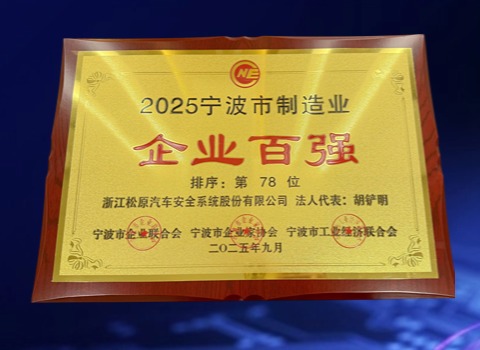 NE
2025宁波市制造业
企业百强
排序：第 78 位
浙江松原汽车安全系统股份有限公司 法人代表：胡铲明
宁波市企业联合会 宁波市企业家协会 宁波市工业经济联合会
二〇二五年九月